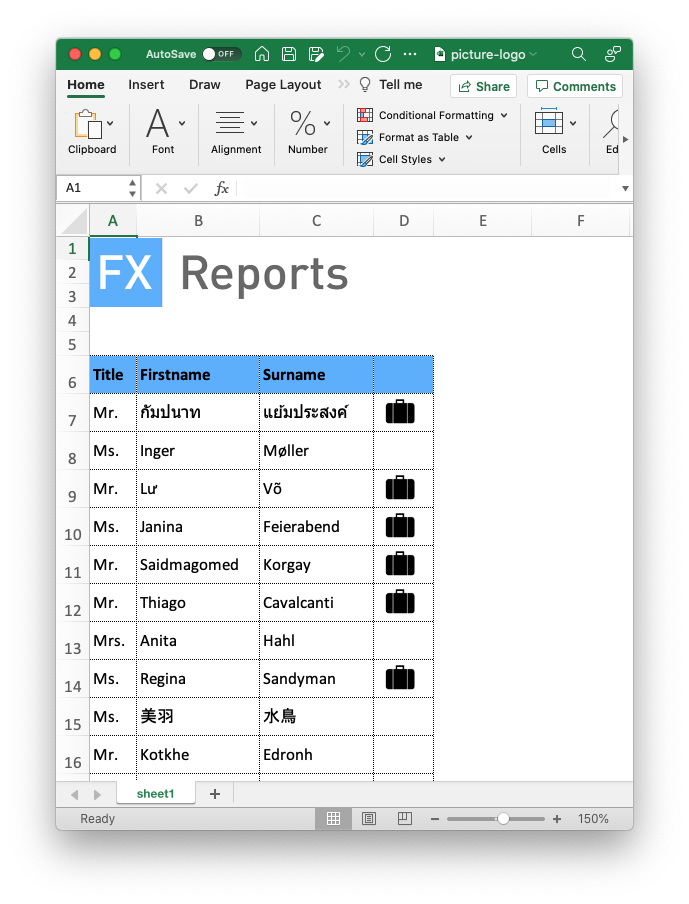 AutoSave OFF ... picture-logo
Home Insert Draw Page Layout >> Tell me Share Comments
Clipboard Font Alignment % Number Conditional Formatting Format as Table Cell Styles Cells Ed
A1 fx
A B C D E F
1 FX Reports
2
3
4
5
6 Title Firstname Surname
7 Mr. กัมปนาท แย้มประสงค์
8 Ms. Inger Møller
9 Mr. Lư Võ
10 Ms. Janina Feierabend
11 Mr. Saidmagomed Korgay
12 Mr. Thiago Cavalcanti
13 Mrs. Anita Hahl
14 Ms. Regina Sandyman
15 Ms. 美羽 水鳥
16 Mr. Kotkhe Edronh
sheet1 +
Ready − + 150%